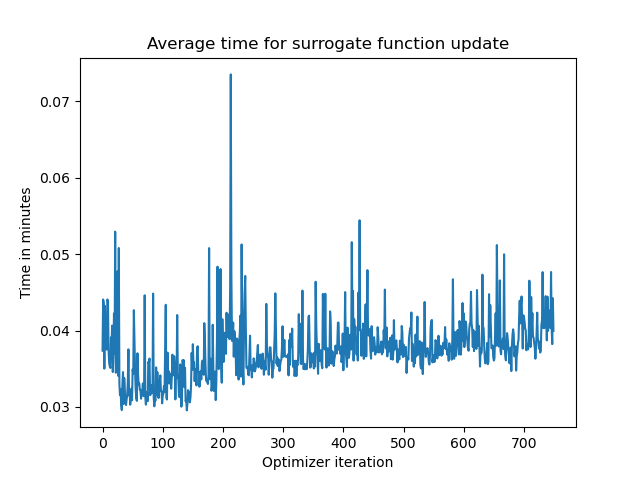 Average time for surrogate function update
Time in minutes
0.07
0.06
0.05
0.04
0.03
0 100 200 300 400 500 600 700
Optimizer iteration